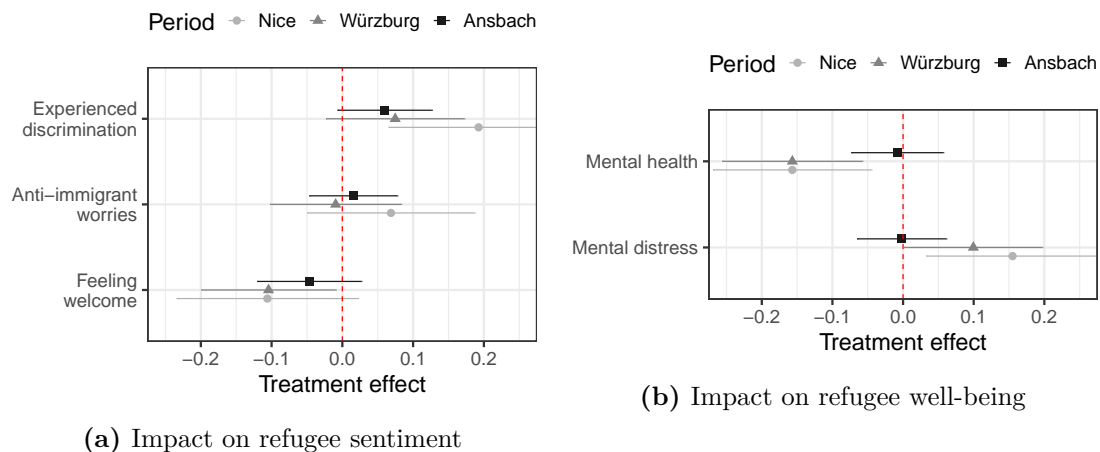 Period Nice Würzburg Ansbach
Experienced
discrimination
Anti−immigrant
worries
Feeling
welcome
−0.2 −0.1 0.0 0.1 0.2
Treatment effect
(a) Impact on refugee sentiment
Period Nice Würzburg Ansbach
Mental health
Mental distress
−0.2 −0.1 0.0 0.1 0.2
Treatment effect
(b) Impact on refugee well-being